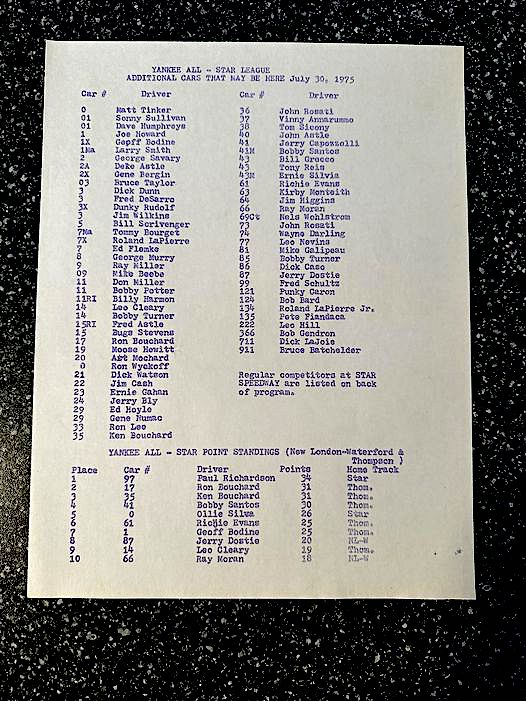 YANKEE ALL - STAR LEAGUE
ADDITIONAL CARS THAT MAY BE HERE July 30, 1975
Car # Driver
0 Matt Tinker
01 Sonny Sullivan
01 Dave Humphreys
1 Joe Howard
1X Geoff Bodine
1Ma Larry Smith
2 George Savary
2A Deke Astle
2X Gene Bergin
03 Bruce Taylor
3 Dick Dunn
3 Fred DeSarro
3X Dunky Rudolf
3 Jim Wilkins
5 Bill Scrivenger
7Ma Tommy Bourget
7X Roland LaPierre
7 Ed Flemke
8 George Murry
9 Ray Miller
09 Mike Beebe
11 Don Miller
11 Bobby Potter
11RI Billy Harmon
14 Leo Cleary
14 Bobby Turner
15RI Fred Astle
15 Bugs Stevens
17 Ron Bouchard
19 Moose Hewitt
20 Art Mochard
0 Ron Wyckoff
21 Dick Watson
22 Jim Cash
23 Ernie Gahan
24 Jerry Bly
29 Ed Hoyle
29 Gene Numac
33 Ron Leo
35 Ken Bouchard
Car # Driver
36 John Rosati
37 Vinny Annarummo
38 Tom Sicony
40 John Astle
41 Jerry Capozzolli
41M Bobby Santos
43 Bill Grecco
43 Tony Reis
43M Ernie Silvia
61 Richie Evans
63 Kirby Monteith
64 Jim Higgins
66 Ray Moran
69Ct Nels Wohlstrom
73 John Rosati
74 Wayne Darling
77 Leo Nevins
81 Mike Galipeau
85 Bobby Turner
86 Dick Caso
87 Jerry Dostie
99 Fred Schultz
121 Punky Caron
124 Bob Bard
134 Roland LaPierre Jr.
135 Pete Fiandaca
222 Leo Hill
366 Bob Gendron
711 Dick LaJoie
911 Bruce Batchelder
Regular competitors at STAR
SPEEDWAY are listed on back
of program.
YANKEE ALL - STAR POINT STANDINGS (New London-Waterford &
Thompson )
Place Car # Driver Points Home Track
1 97 Paul Richardson 34 Star
2 17 Ron Bouchard 31 Thom.
3 35 Ken Bouchard 31 Thom.
4 41 Bobby Santos 30 Thom.
5 0 Ollie Silva 26 Star
6 61 Richie Evans 25 Thom.
7 1 Geoff Bodine 25 Thom.
8 87 Jerry Dostie 20 NL-W
9 14 Leo Cleary 19 Thom.
10 66 Ray Moran 18 NL-W